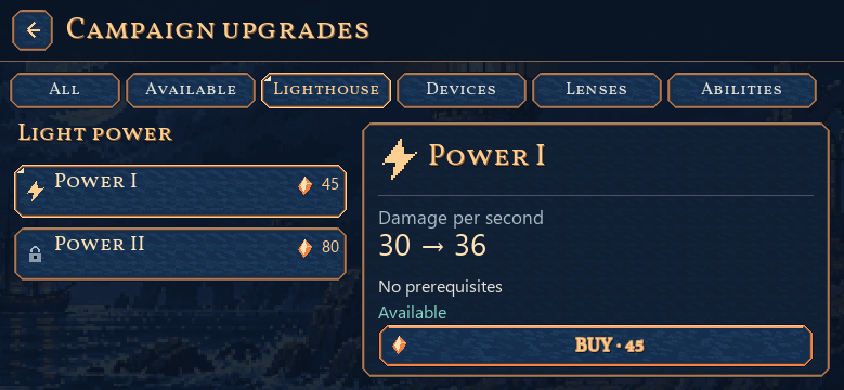 CAMPAIGN UPGRADES
ALL
AVAILABLE
LIGHTHOUSE
DEVICES
LENSES
ABILITIES
LIGHT POWER
POWER I
45
POWER II
80
POWER I
Damage per second
30 → 36
No prerequisites
Available
BUY · 45